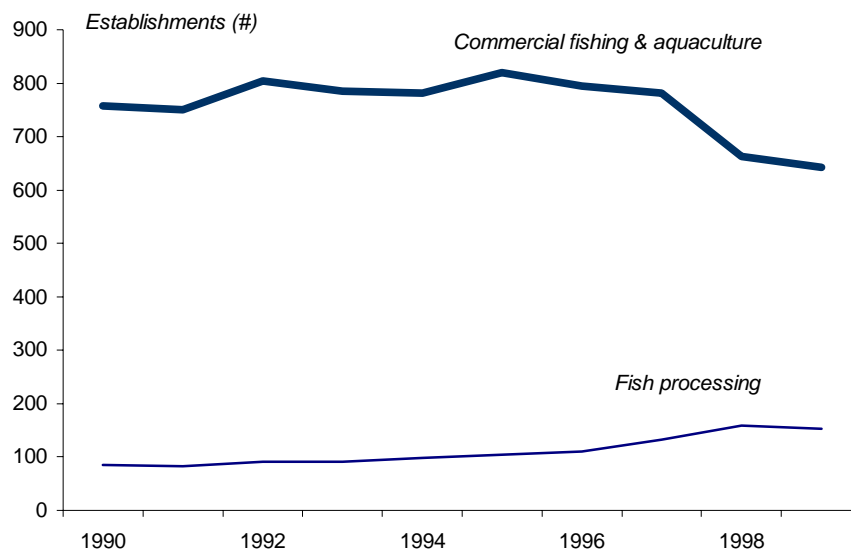 Establishments (#)
900
Commercial fishing & aquaculture
800
700
600
500
400
300
Fish processing
200
100
0
1990 1992 1994 1996 1998